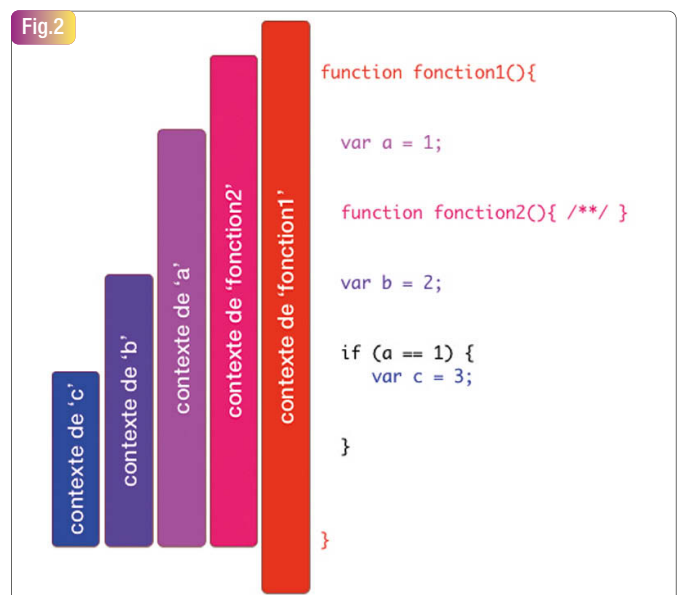 Fig.2
contexte de 'c'
contexte de 'b'
contexte de 'a'
contexte de 'fonction2'
contexte de 'fonction1'
function fonction1(){
var a = 1;
function fonction2(){ /**/ }
var b = 2;
if (a == 1) {
var c = 3;
}
}